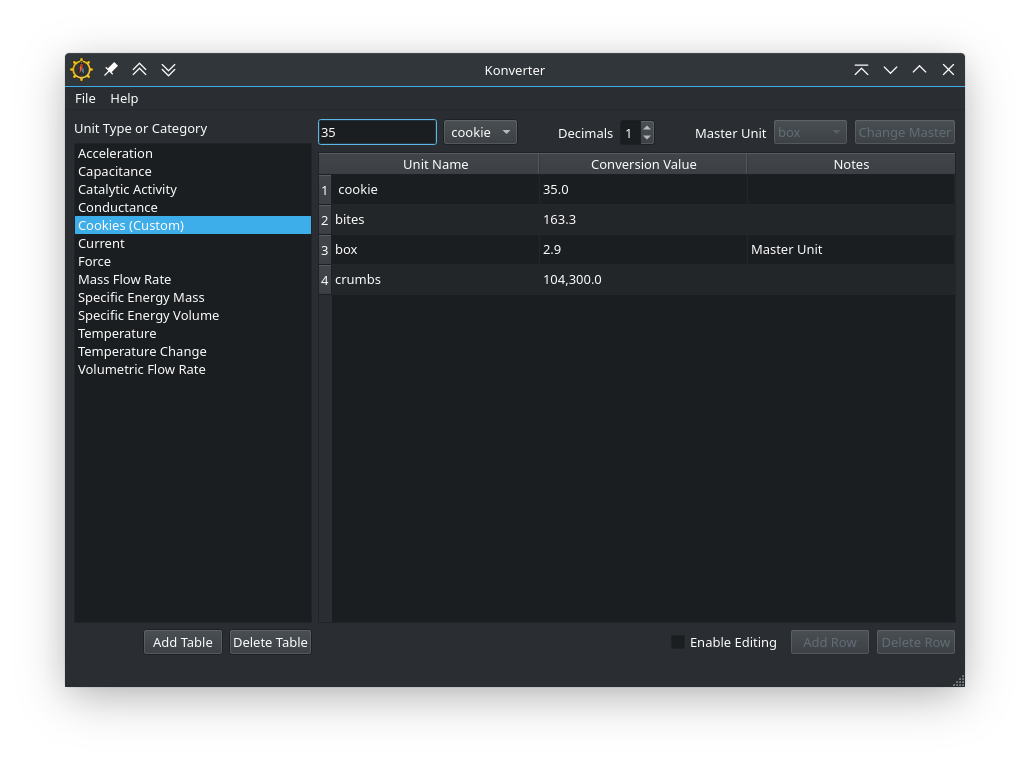 Konverter
File Help
Unit Type or Category
Acceleration
Capacitance
Catalytic Activity
Conductance
Cookies (Custom)
Current
Force
Mass Flow Rate
Specific Energy Mass
Specific Energy Volume
Temperature
Temperature Change
Volumetric Flow Rate
Add Table Delete Table
35 cookie Decimals 1 Master Unit box Change Master
Unit Name Conversion Value Notes
1 cookie 35.0
2 bites 163.3
3 box 2.9 Master Unit
4 crumbs 104,300.0
Enable Editing Add Row Delete Row